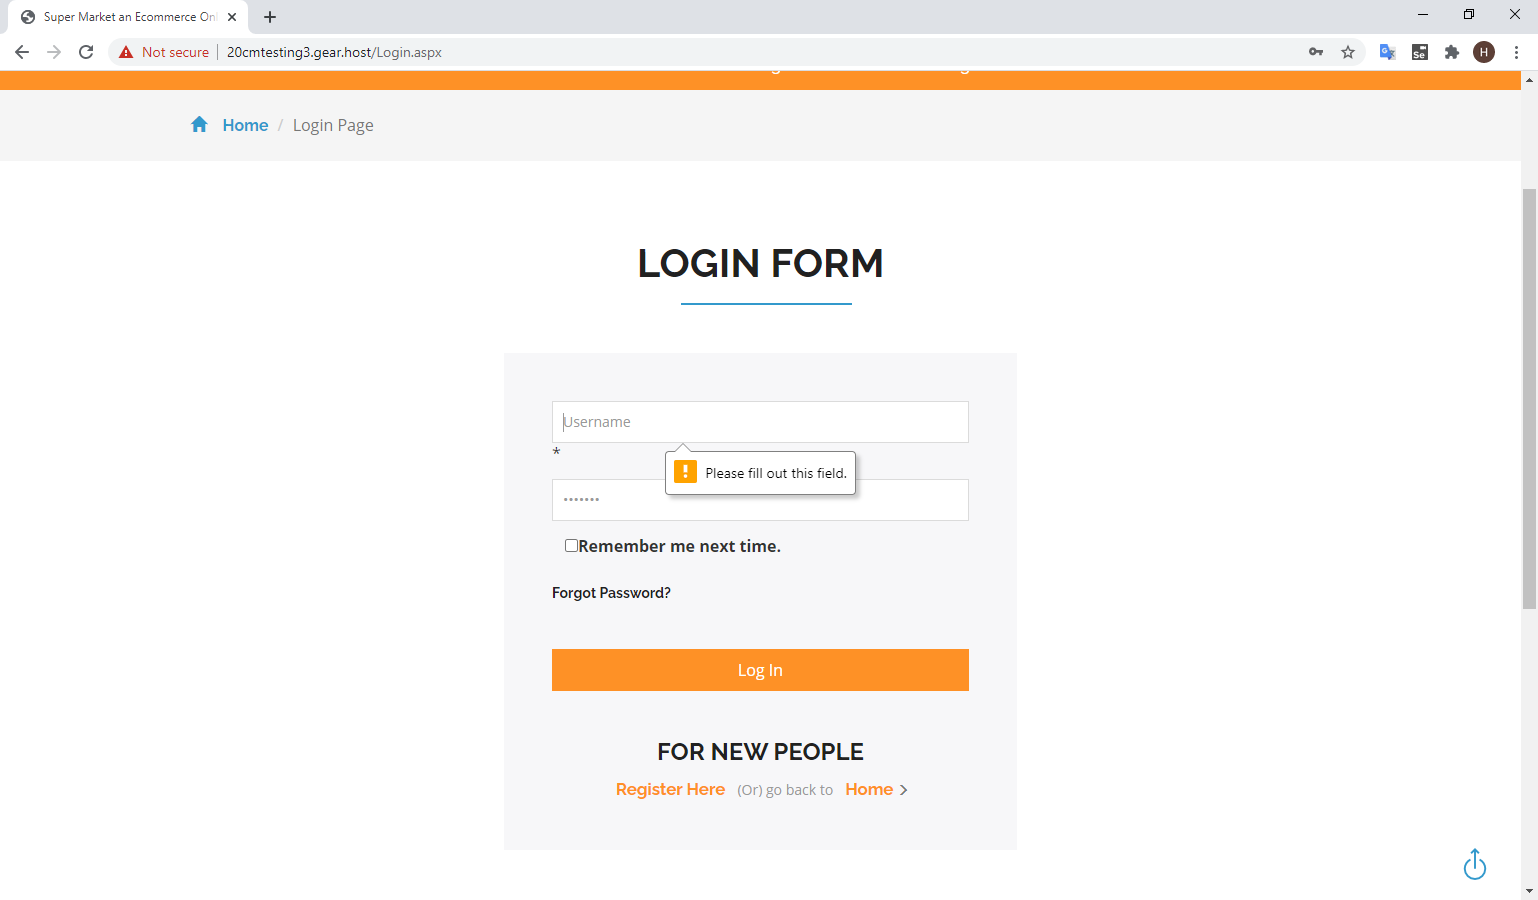 Super Market an Ecommerce Onl
Not secure
20cmtesting3.gear.host/Login.aspx
Se
H
Home / Login Page
LOGIN FORM
Username
*
Please fill out this field.
•••••••
Remember me next time.
Forgot Password?
Log In
FOR NEW PEOPLE
Register Here (Or) go back to Home >